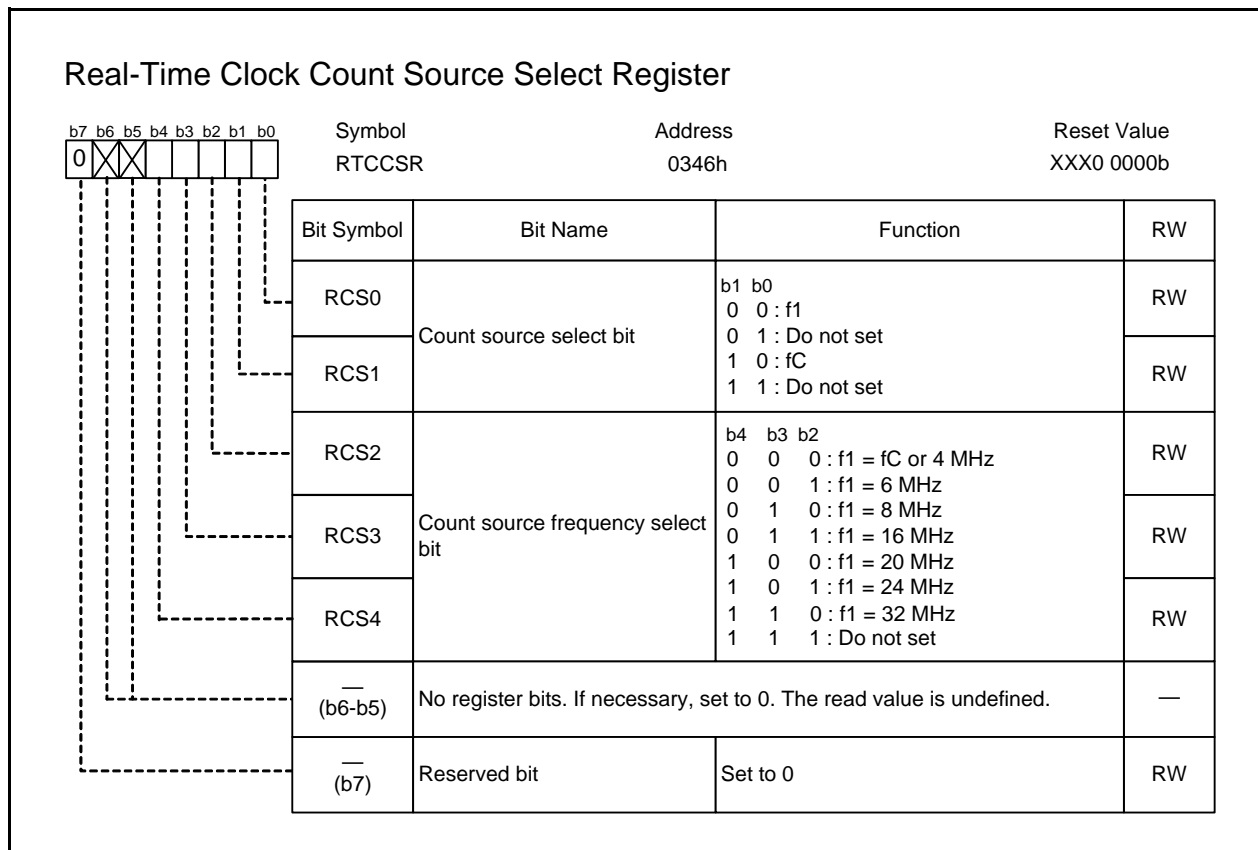 Real-Time Clock Count Source Select Register
b7 b6 b5 b4 b3 b2 b1 b0 Symbol Address Reset Value
0 RTCCSR 0346h XXX0 0000b
Bit Symbol Bit Name Function RW
RCS0 RW
RCS1 RW
Count source select bit
b1 b0
0 0 : f1
0 1 : Do not set
1 0 : fC
1 1 : Do not set
RCS2 RW
RCS3 RW
RCS4 RW
Count source frequency select
bit
b4 b3 b2
0 0 0 : f1 = fC or 4 MHz
0 0 1 : f1 = 6 MHz
0 1 0 : f1 = 8 MHz
0 1 1 : f1 = 16 MHz
1 0 0 : f1 = 20 MHz
1 0 1 : f1 = 24 MHz
1 1 0 : f1 = 32 MHz
1 1 1 : Do not set
—
(b6-b5) No register bits. If necessary, set to 0. The read value is undefined. —
—
(b7) Reserved bit Set to 0 RW